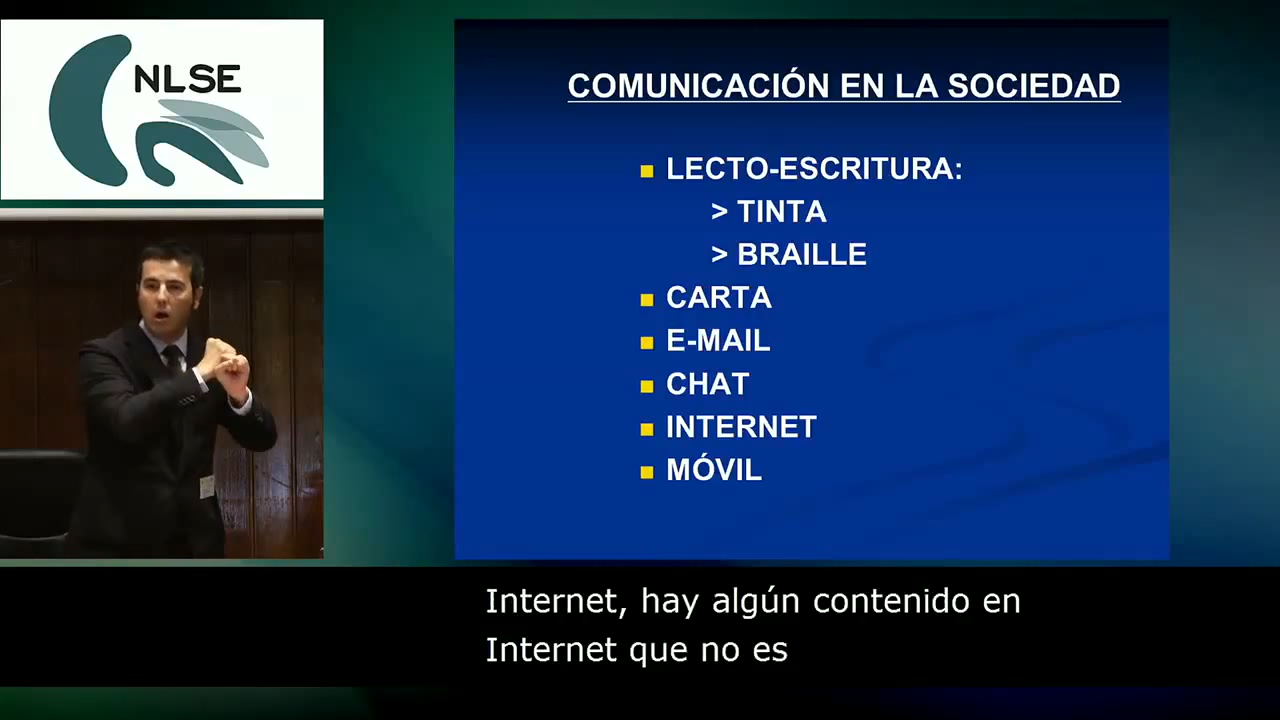 NLSE
COMUNICACIÓN EN LA SOCIEDAD
■ LECTO-ESCRITURA:
> TINTA
> BRAILLE
■ CARTA
■ E-MAIL
■ CHAT
■ INTERNET
■ MÓVIL
Internet, hay algún contenido en
Internet que no es